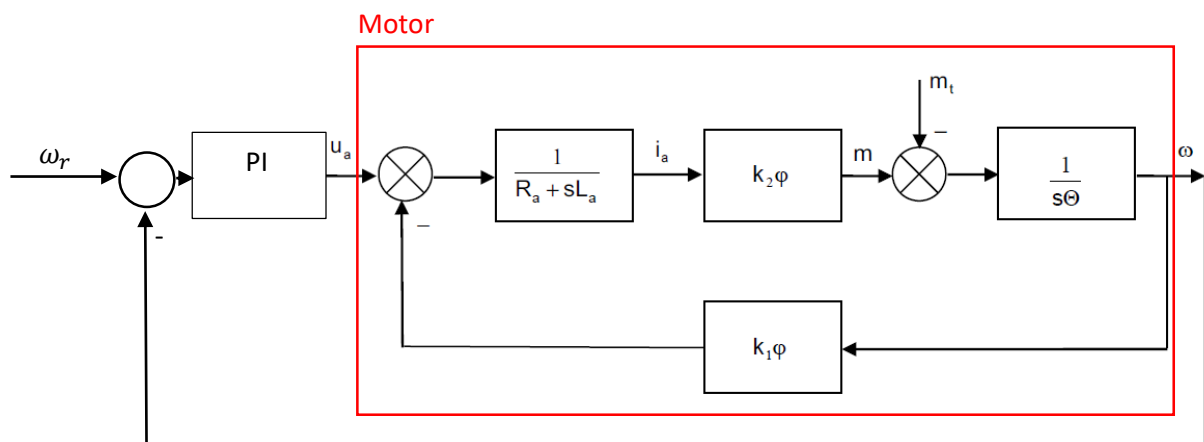 Motor
ω_r
PI
u_a
1
R_a + sL_a
i_a
k_2φ
m
m_t
1
sΘ
ω
-
−
−
k_1φ